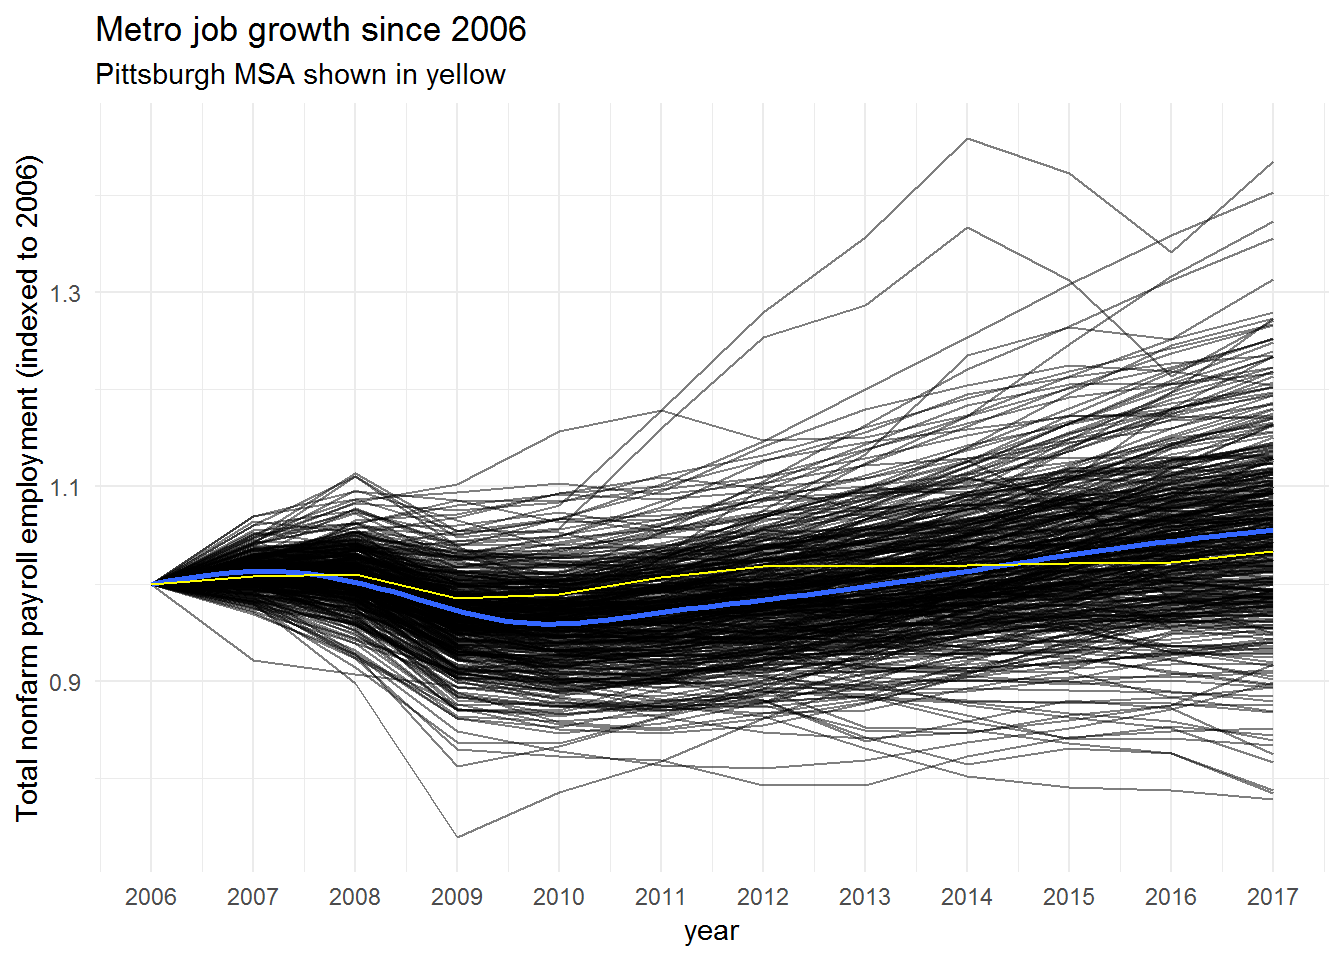 Metro job growth since 2006
Pittsburgh MSA shown in yellow
Total nonfarm payroll employment (indexed to 2006)
1.3
1.1
0.9
2006 2007 2008 2009 2010 2011 2012 2013 2014 2015 2016 2017
year